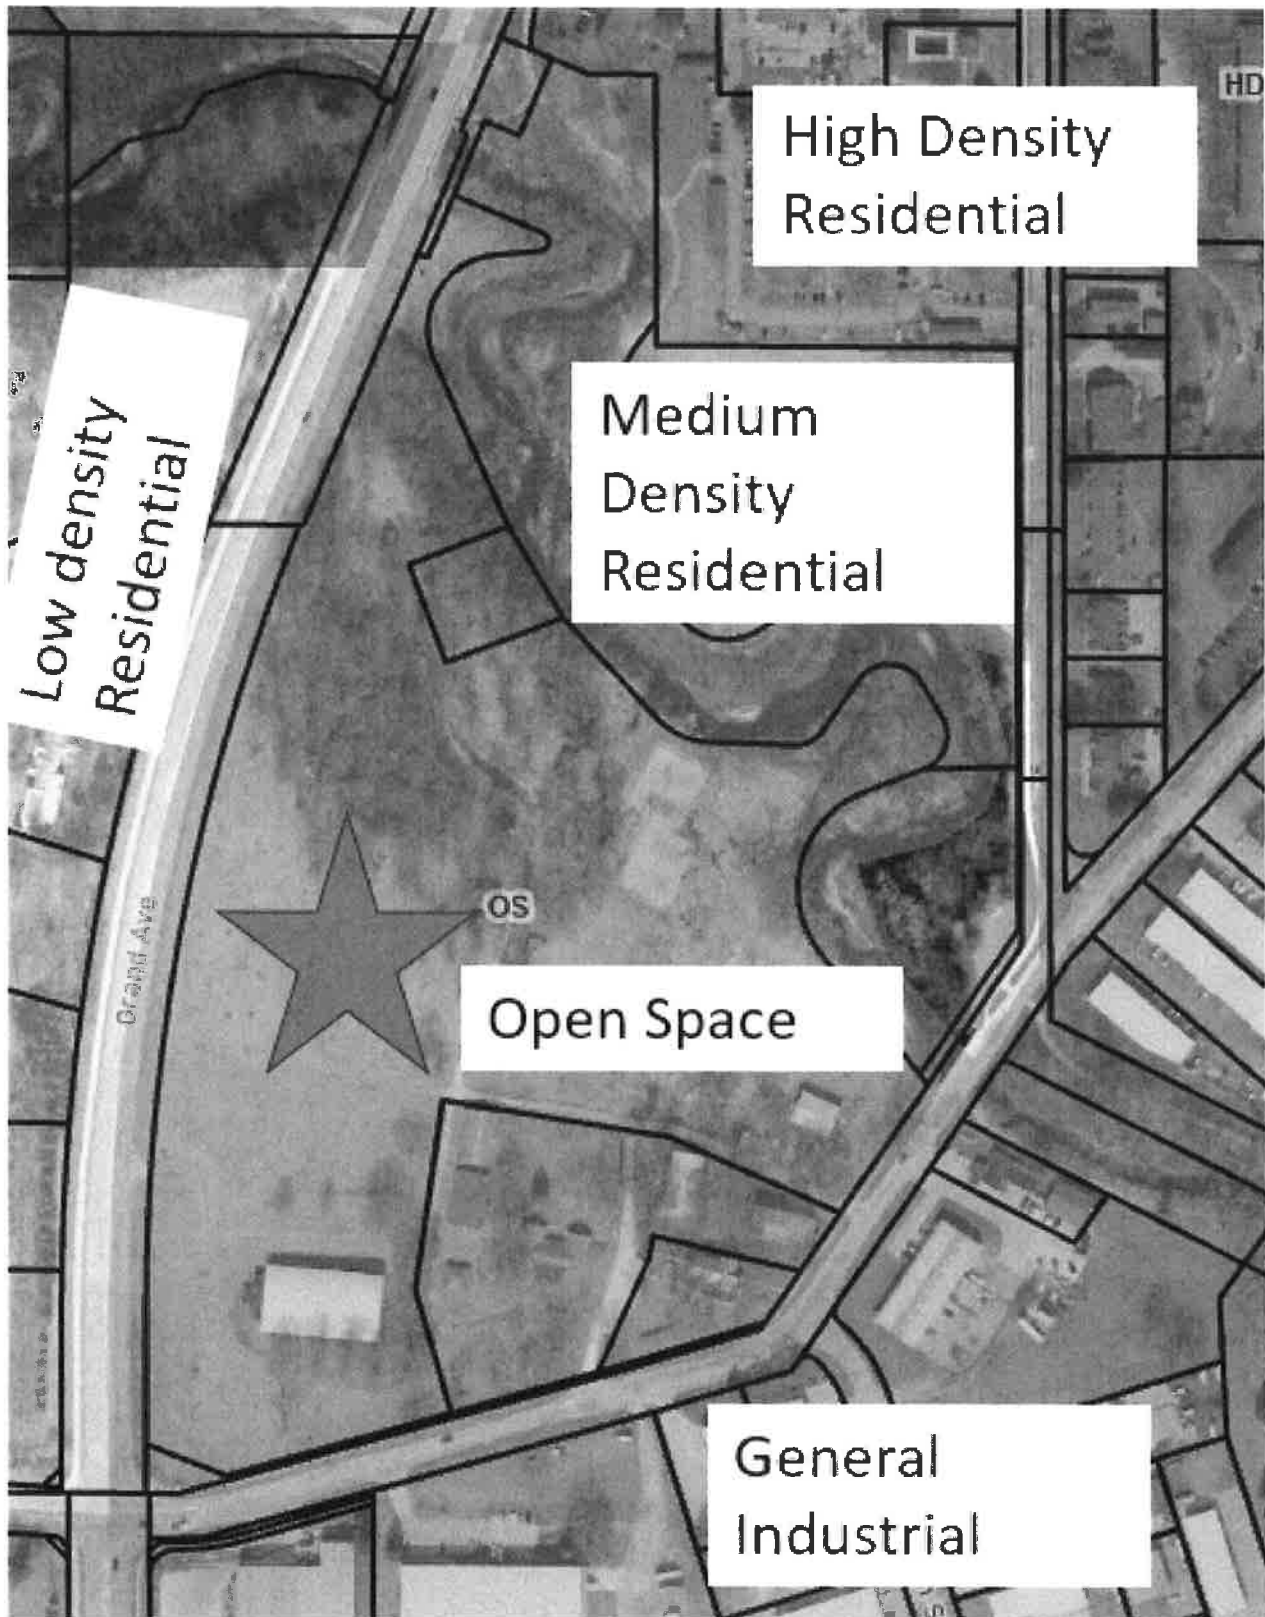 HD
High Density
Residential
Medium
Density
Residential
Low density
Residential
OS
Grand Ave
Open Space
General
Industrial